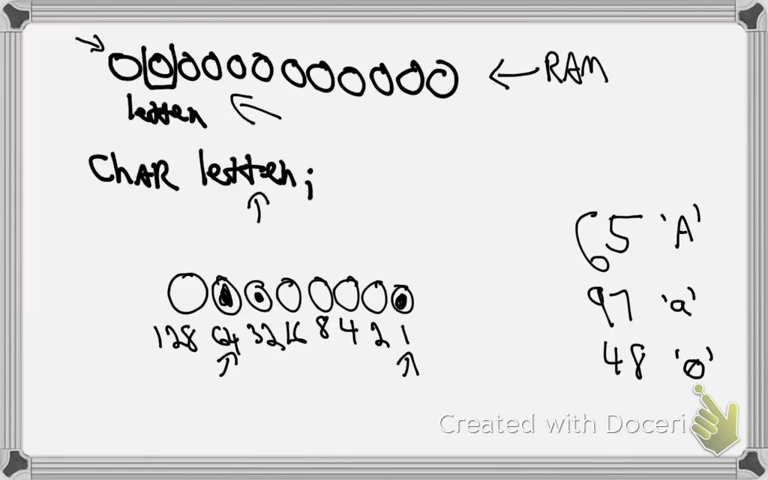 RAM
letter
CHAR letter;
65 'A'
128 64 32 16 8 4 2 1
97 'a'
48 '0'
Created with Doceri